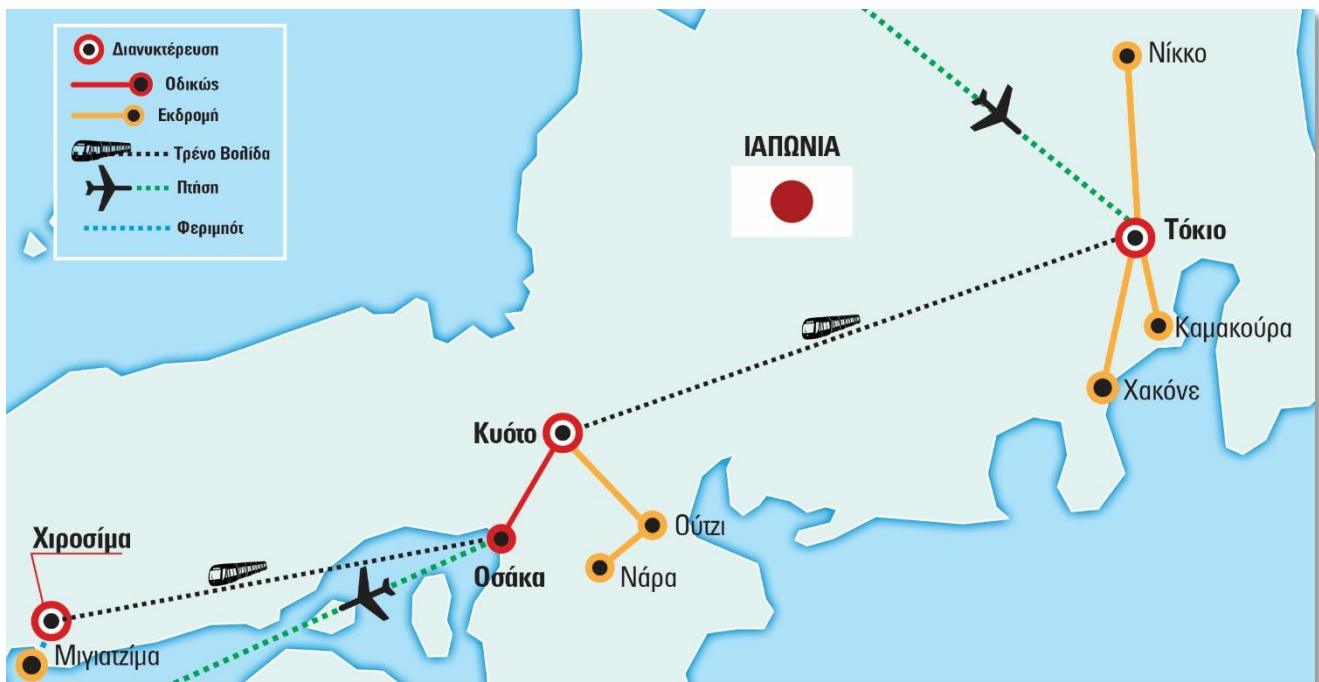 Διανυκτέρευση
Οδικώς
Εκδρομή
Τρένο Βολίδα
Πτήση
Φεριμπότ
ΙΑΠΩΝΙΑ
Νίκκο
Τόκιο
Καμακούρα
Χακόνε
Κυότο
Ούτζι
Νάρα
Οσάκα
Χιροσίμα
Μιγιατζίμα